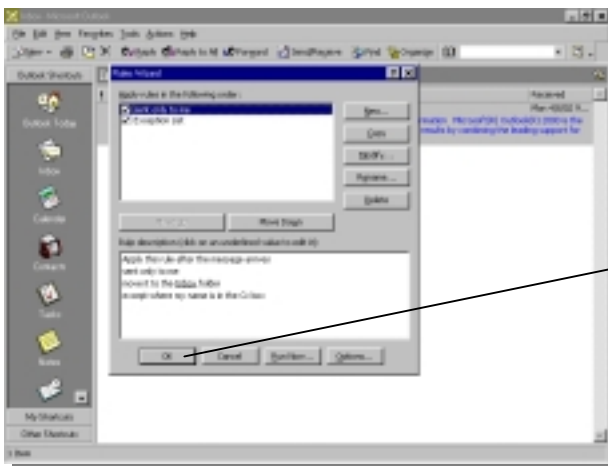 Inbox - Microsoft Outlook
File Edit View Favorites Tools Actions Help
New Reply Reply to All Forward Send/Receive Find Organize
Outlook Shortcuts
Rules Wizard
Apply rules in the following order:
Received
sent only to me
Exception List
New...
Copy
Modify...
Rename...
Delete
Outlook Today
Inbox
Calendar
Contacts
Tasks
Notes
Move Up Move Down
Rule description (click on an underlined value to edit it):
Apply this rule after the message arrives
sent only to me
move it to the Inbox folder
except where my name is in the Cc box
OK Cancel Run Now... Options...
My Shortcuts
Other Shortcuts
1 Item